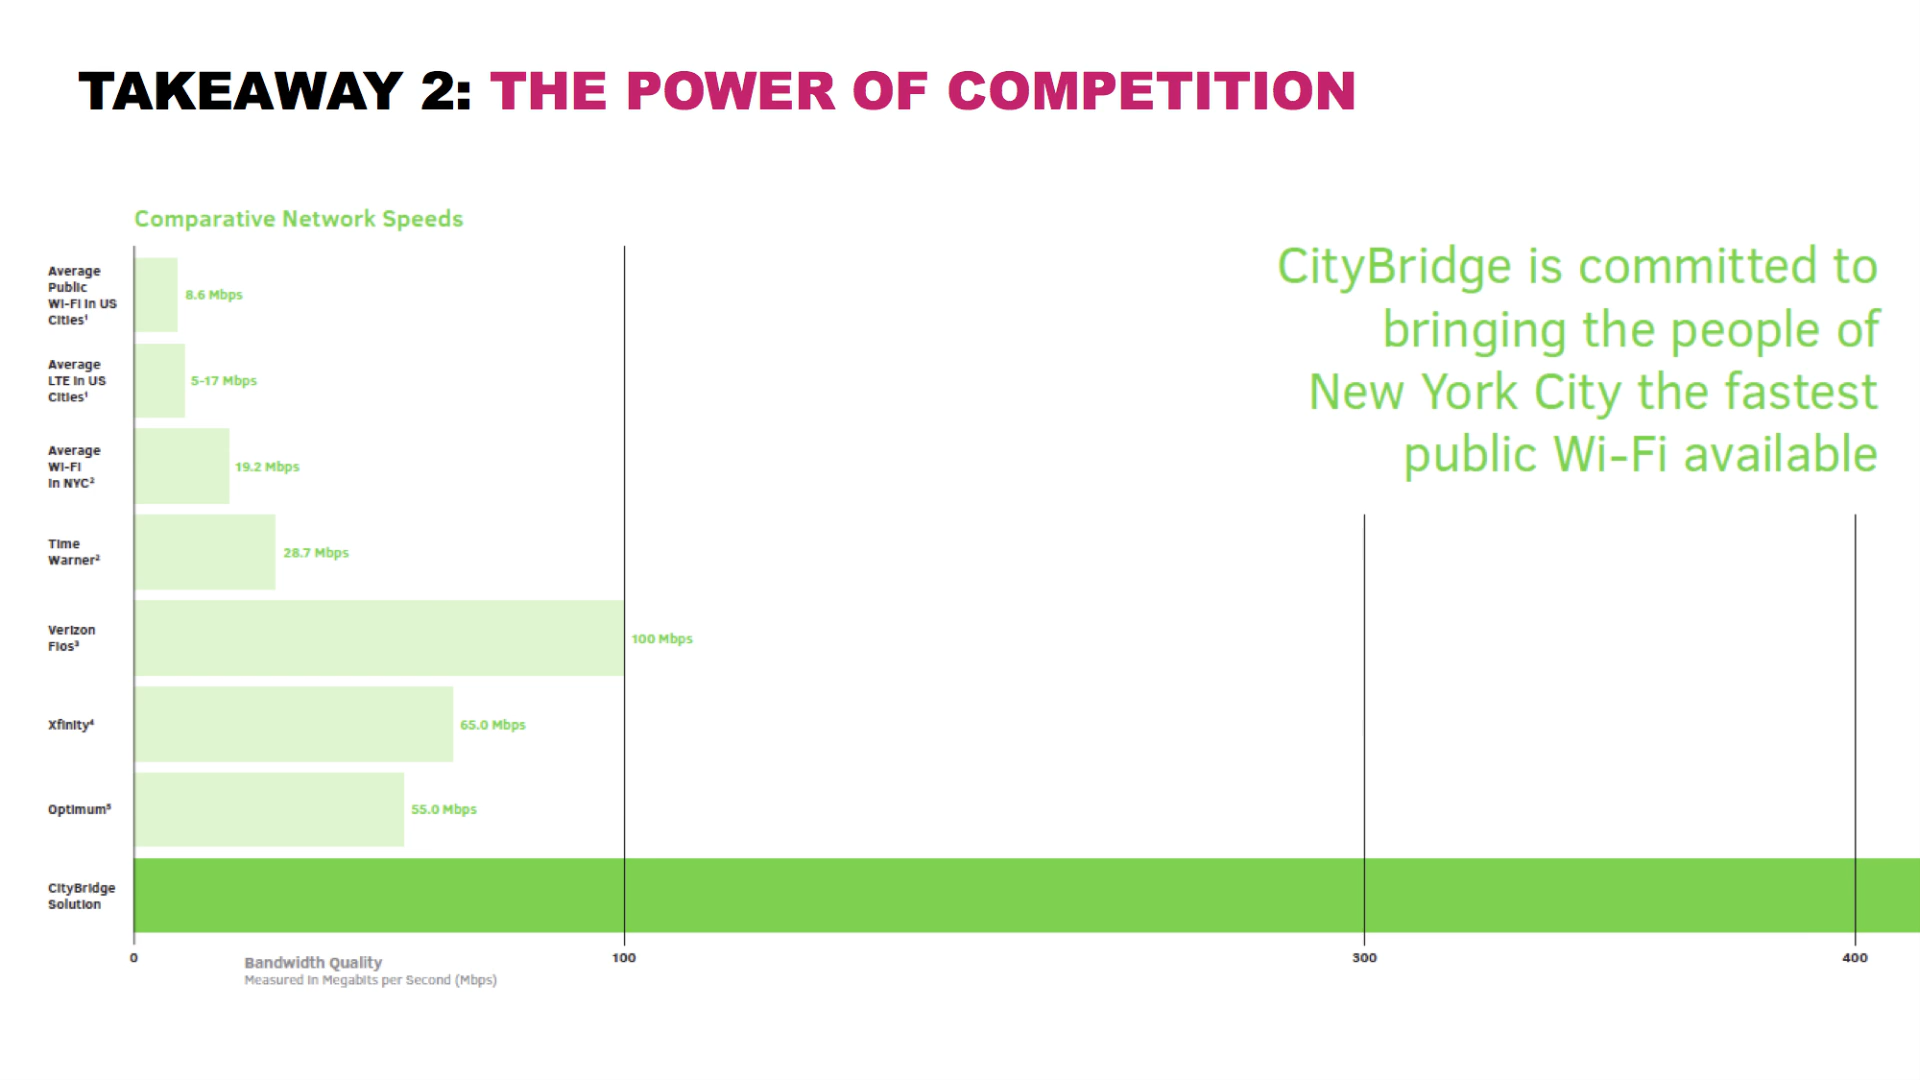 TAKEAWAY 2: THE POWER OF COMPETITION
Comparative Network Speeds
CityBridge is committed to
bringing the people of
New York City the fastest
public Wi-Fi available
Average
Public
Wi-Fi in US
Cities¹
8.6 Mbps
Average
LTE in US
Cities¹
5-17 Mbps
Average
Wi-Fi
in NYC²
19.2 Mbps
Time
Warner²
28.7 Mbps
Verizon
Fios³
100 Mbps
Xfinity⁴
65.0 Mbps
Optimum⁵
55.0 Mbps
CityBridge
Solution
0
100
300
400
Bandwidth Quality
Measured in Megabits per Second (Mbps)